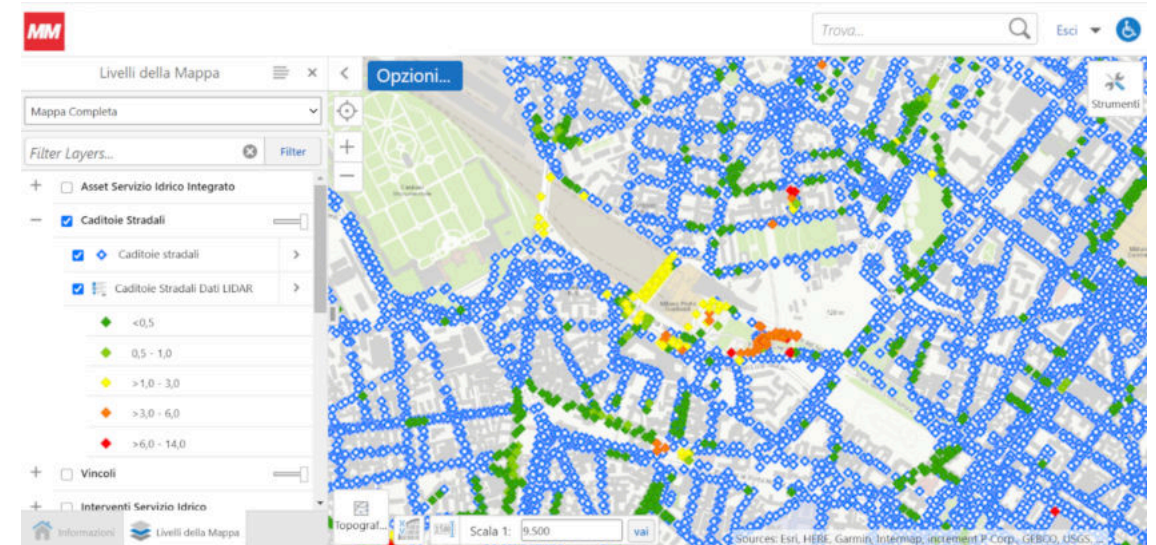 MM
Trova...
Esci
Livelli della Mappa
Opzioni...
Strumenti
Mappa Completa
Filter Layers...
Filter
Asset Servizio Idrico Integrato
Caditoie Stradali
Caditoie stradali
Caditoie Stradali Dati LIDAR
<0,5
0,5 - 1,0
>1,0 - 3,0
>3,0 - 6,0
>6,0 - 14,0
Vincoli
Interventi Servizio Idrico
Informazioni
Livelli della Mappa
Topograf...
Scala 1:
9.500
vai
Sources: Esri, HERE, Garmin, Intermap, increment P Corp., GEBCO, USGS,